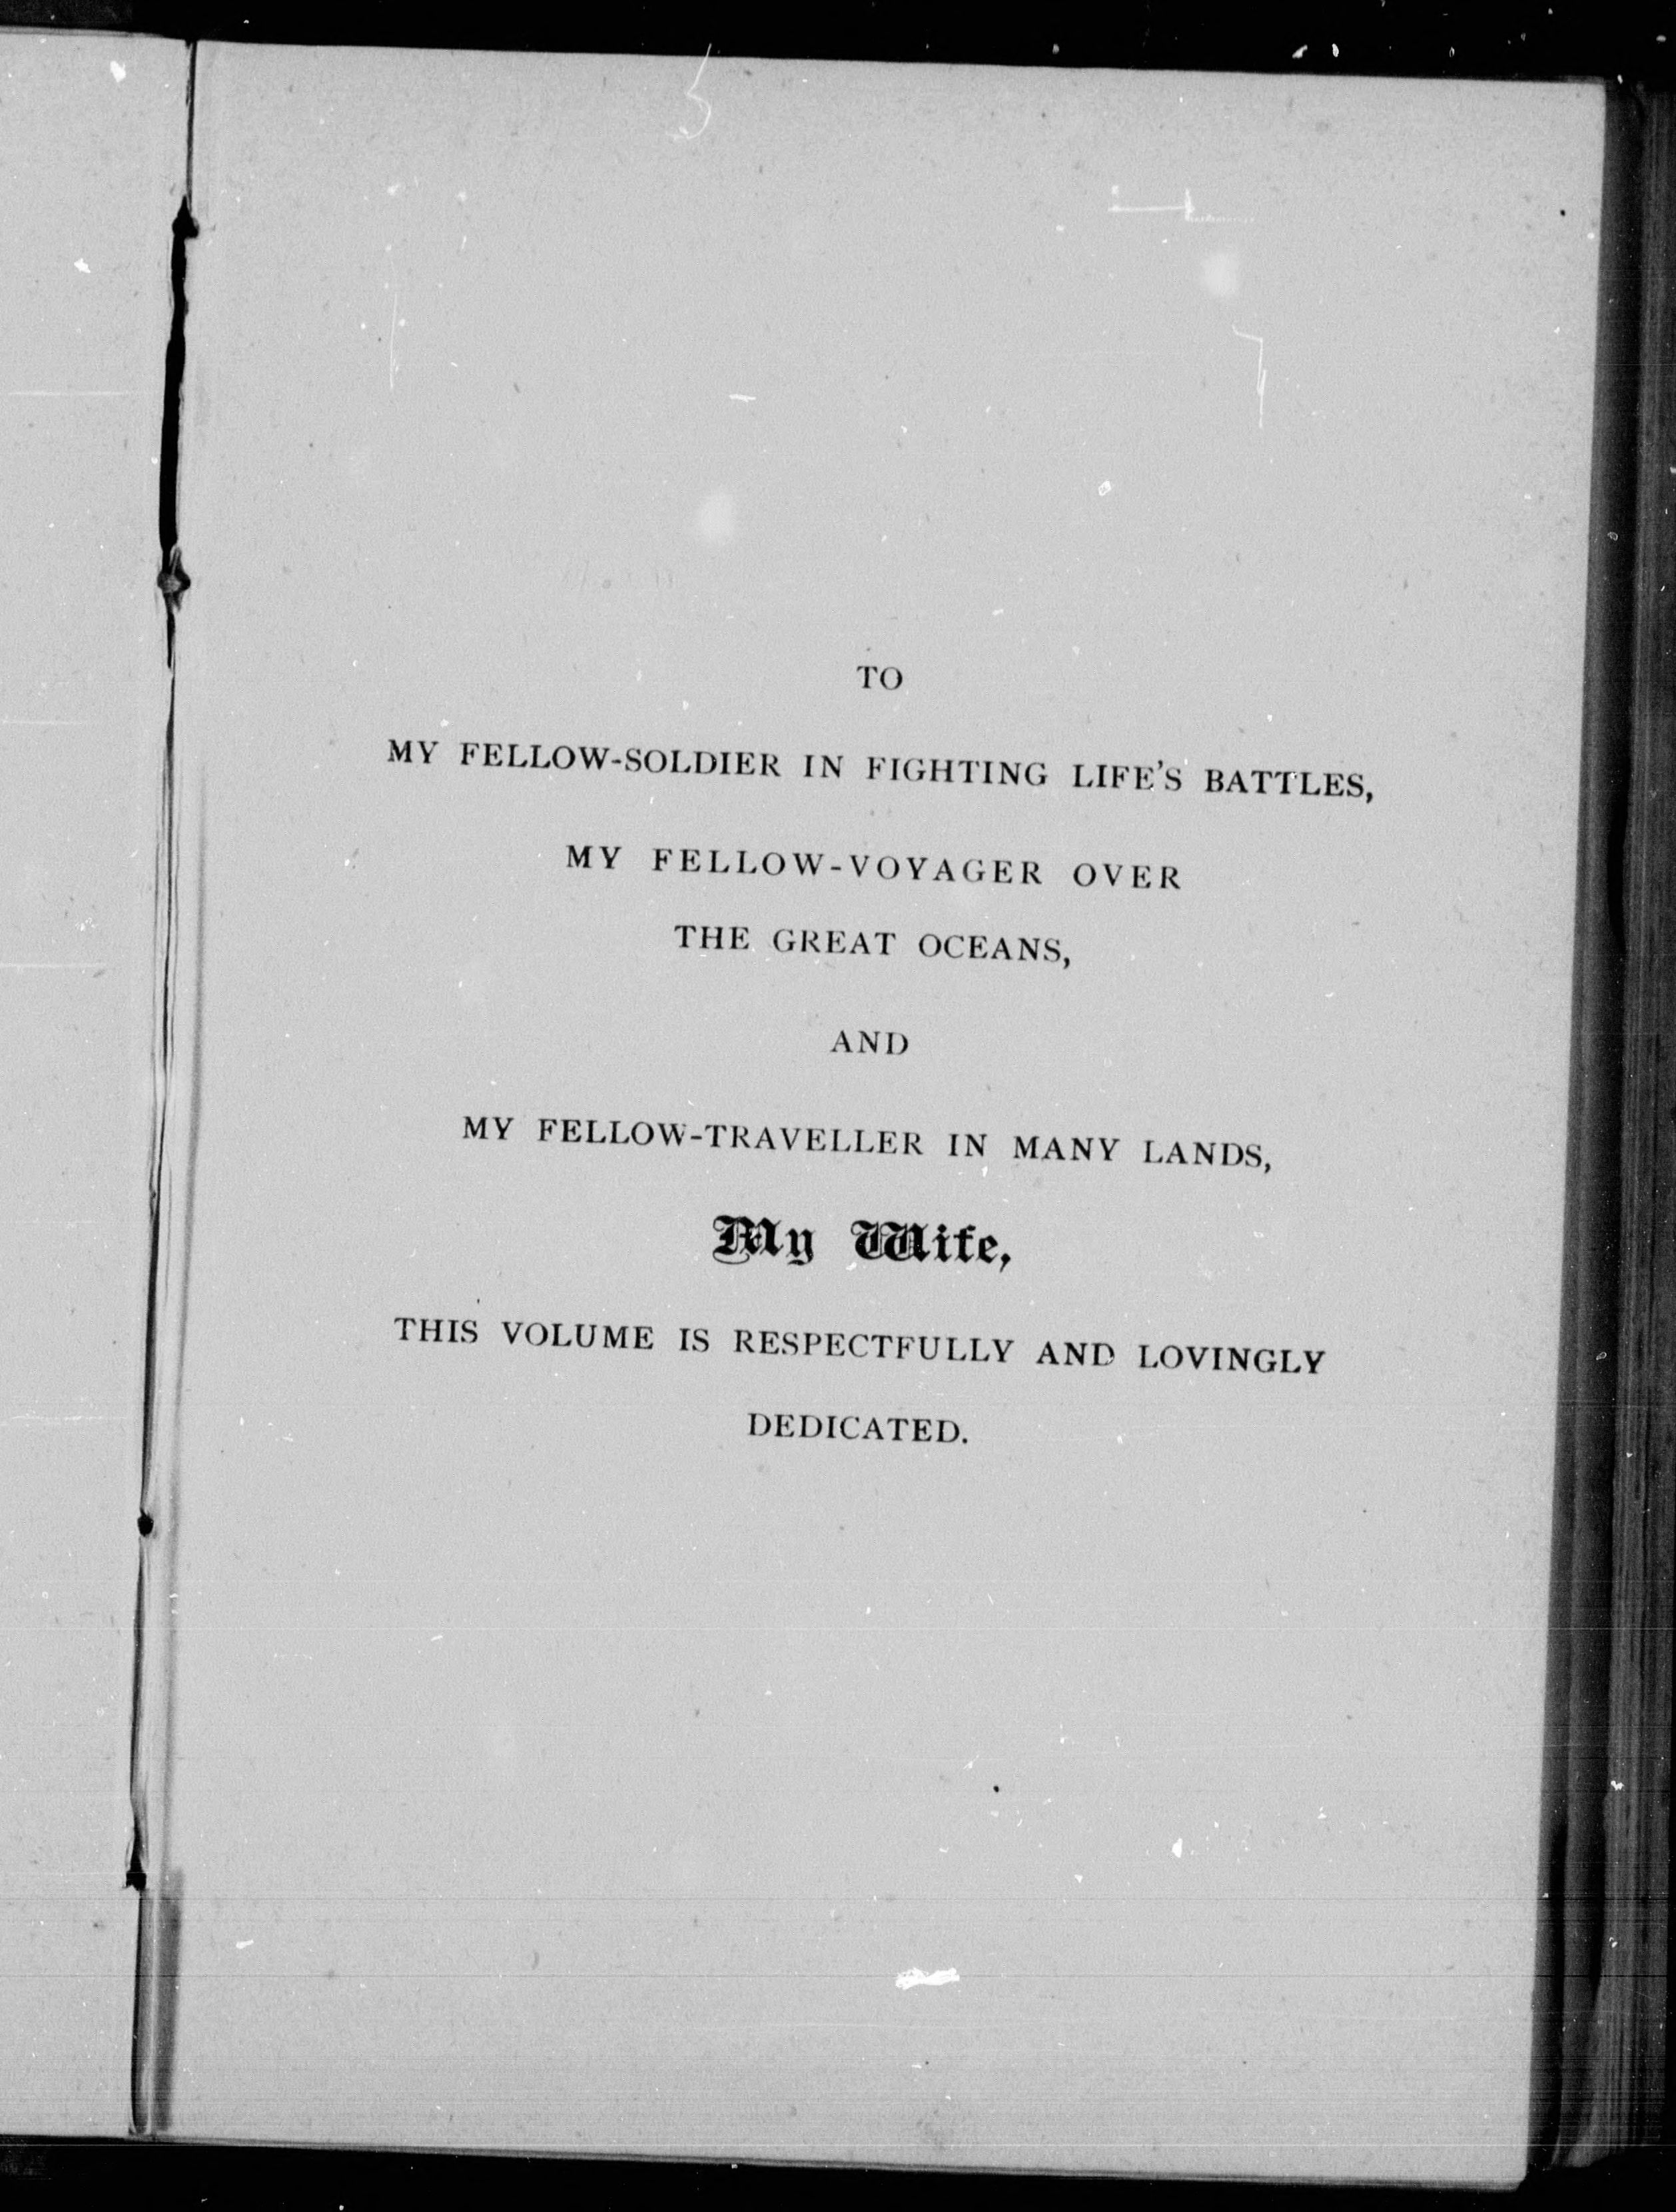 TO
MY FELLOW-SOLDIER IN FIGHTING LIFE'S BATTLES,
MY FELLOW-VOYAGER OVER
THE GREAT OCEANS,
AND
MY FELLOW-TRAVELLER IN MANY LANDS,
My Wife,
THIS VOLUME IS RESPECTFULLY AND LOVINGLY
DEDICATED.